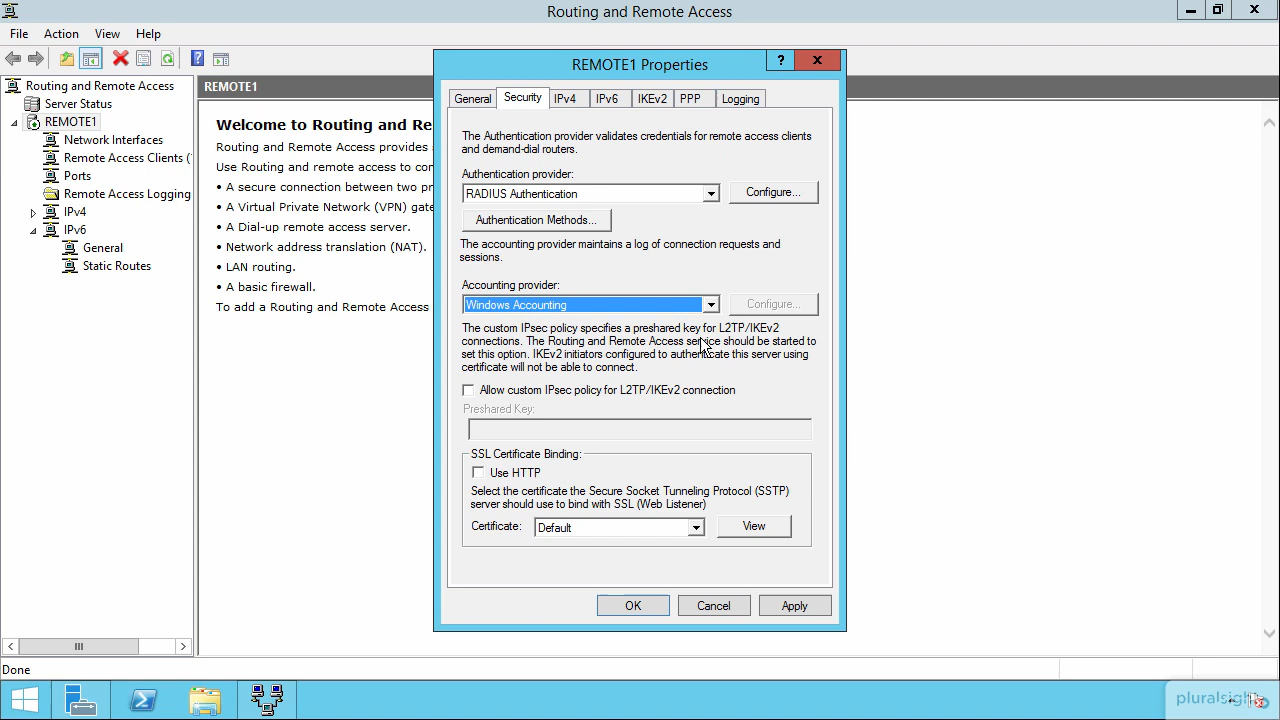 Routing and Remote Access
File Action View Help
Routing and Remote Access
Server Status
REMOTE1
Network Interfaces
Remote Access Clients (
Ports
Remote Access Logging
IPv4
IPv6
General
Static Routes
REMOTE1
Welcome to Routing and Re
Routing and Remote Access provides
Use Routing and remote access to con
• A secure connection between two pr
• A Virtual Private Network (VPN) gate
• A Dial-up remote access server.
• Network address translation (NAT).
• LAN routing.
• A basic firewall.
To add a Routing and Remote Access
REMOTE1 Properties
General Security IPv4 IPv6 IKEv2 PPP Logging
The Authentication provider validates credentials for remote access clients
and demand-dial routers.
Authentication provider:
RADIUS Authentication Configure...
Authentication Methods...
The accounting provider maintains a log of connection requests and
sessions.
Accounting provider:
Windows Accounting Configure...
The custom IPsec policy specifies a preshared key for L2TP/IKEv2
connections. The Routing and Remote Access service should be started to
set this option. IKEv2 initiators configured to authenticate this server using
certificate will not be able to connect.
Allow custom IPsec policy for L2TP/IKEv2 connection
Preshared Key:
SSL Certificate Binding:
Use HTTP
Select the certificate the Secure Socket Tunneling Protocol (SSTP)
server should use to bind with SSL (Web Listener)
Certificate: Default View
OK Cancel Apply
Done
pluralsight